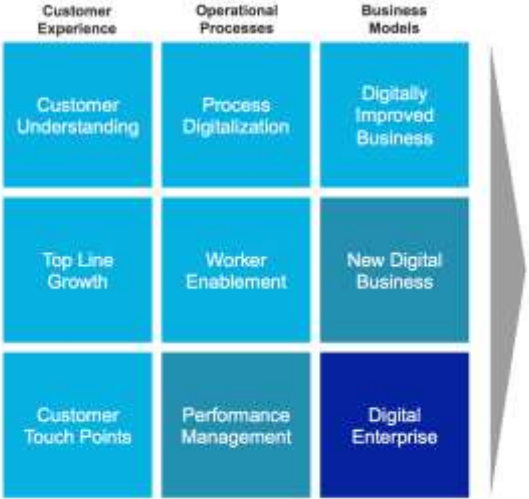 Customer
Experience
Operational
Processes
Business
Models
Customer
Understanding
Process
Digitalization
Digitally
Improved
Business
Top Line
Growth
Worker
Enablement
New Digital
Business
Customer
Touch Points
Performance
Management
Digital
Enterprise